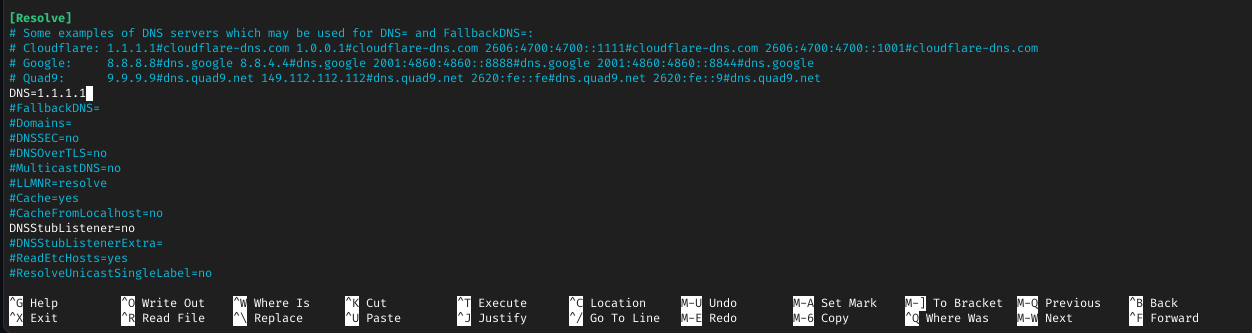 [Resolve]
# Some examples of DNS servers which may be used for DNS= and FallbackDNS=:
# Cloudflare: 1.1.1.1#cloudflare-dns.com 1.0.0.1#cloudflare-dns.com 2606:4700:4700::1111#cloudflare-dns.com 2606:4700:4700::1001#cloudflare-dns.com
# Google:     8.8.8.8#dns.google 8.8.4.4#dns.google 2001:4860:4860::8888#dns.google 2001:4860:4860::8844#dns.google
# Quad9:      9.9.9.9#dns.quad9.net 149.112.112.112#dns.quad9.net 2620:fe::fe#dns.quad9.net 2620:fe::9#dns.quad9.net
DNS=1.1.1.1
#FallbackDNS=
#Domains=
#DNSSEC=no
#DNSOverTLS=no
#MulticastDNS=no
#LLMNR=resolve
#Cache=yes
#CacheFromLocalhost=no
DNSStubListener=no
#DNSStubListenerExtra=
#ReadEtcHosts=yes
#ResolveUnicastSingleLabel=no
^G Help ^O Write Out ^W Where Is ^K Cut ^T Execute ^C Location M-U Undo M-A Set Mark M-] To Bracket M-Q Previous ^B Back
^X Exit ^R Read File ^\ Replace ^U Paste ^J Justify ^/ Go To Line M-E Redo M-6 Copy ^Q Where Was M-W Next ^F Forward